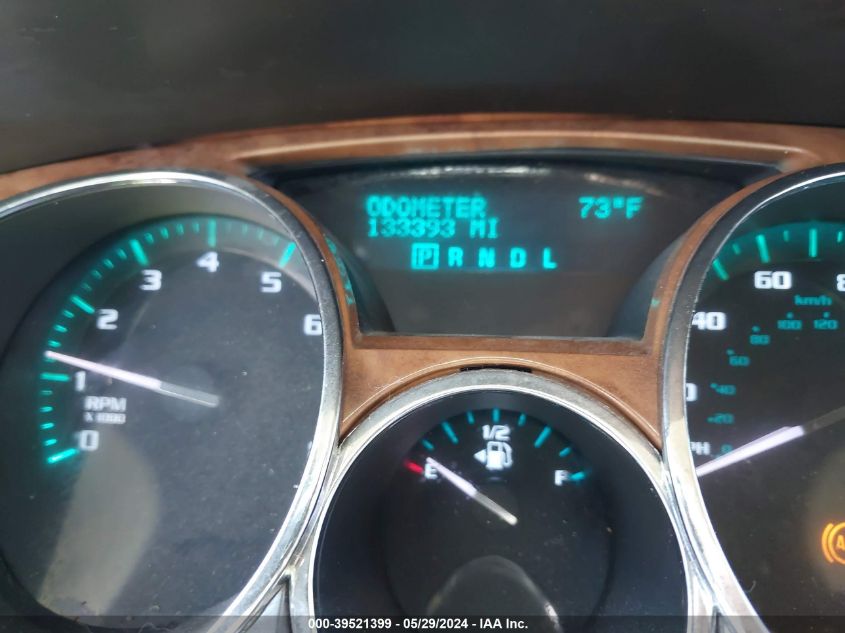 ODOMETER 73°F
133393 MI
P R N D L
0 1 2 3 4 5 6
RPM
X 1000
1/2
E F
40 60
km/h
20 40 60 80 100 120
000-39521399 - 05/29/2024 - IAA Inc.